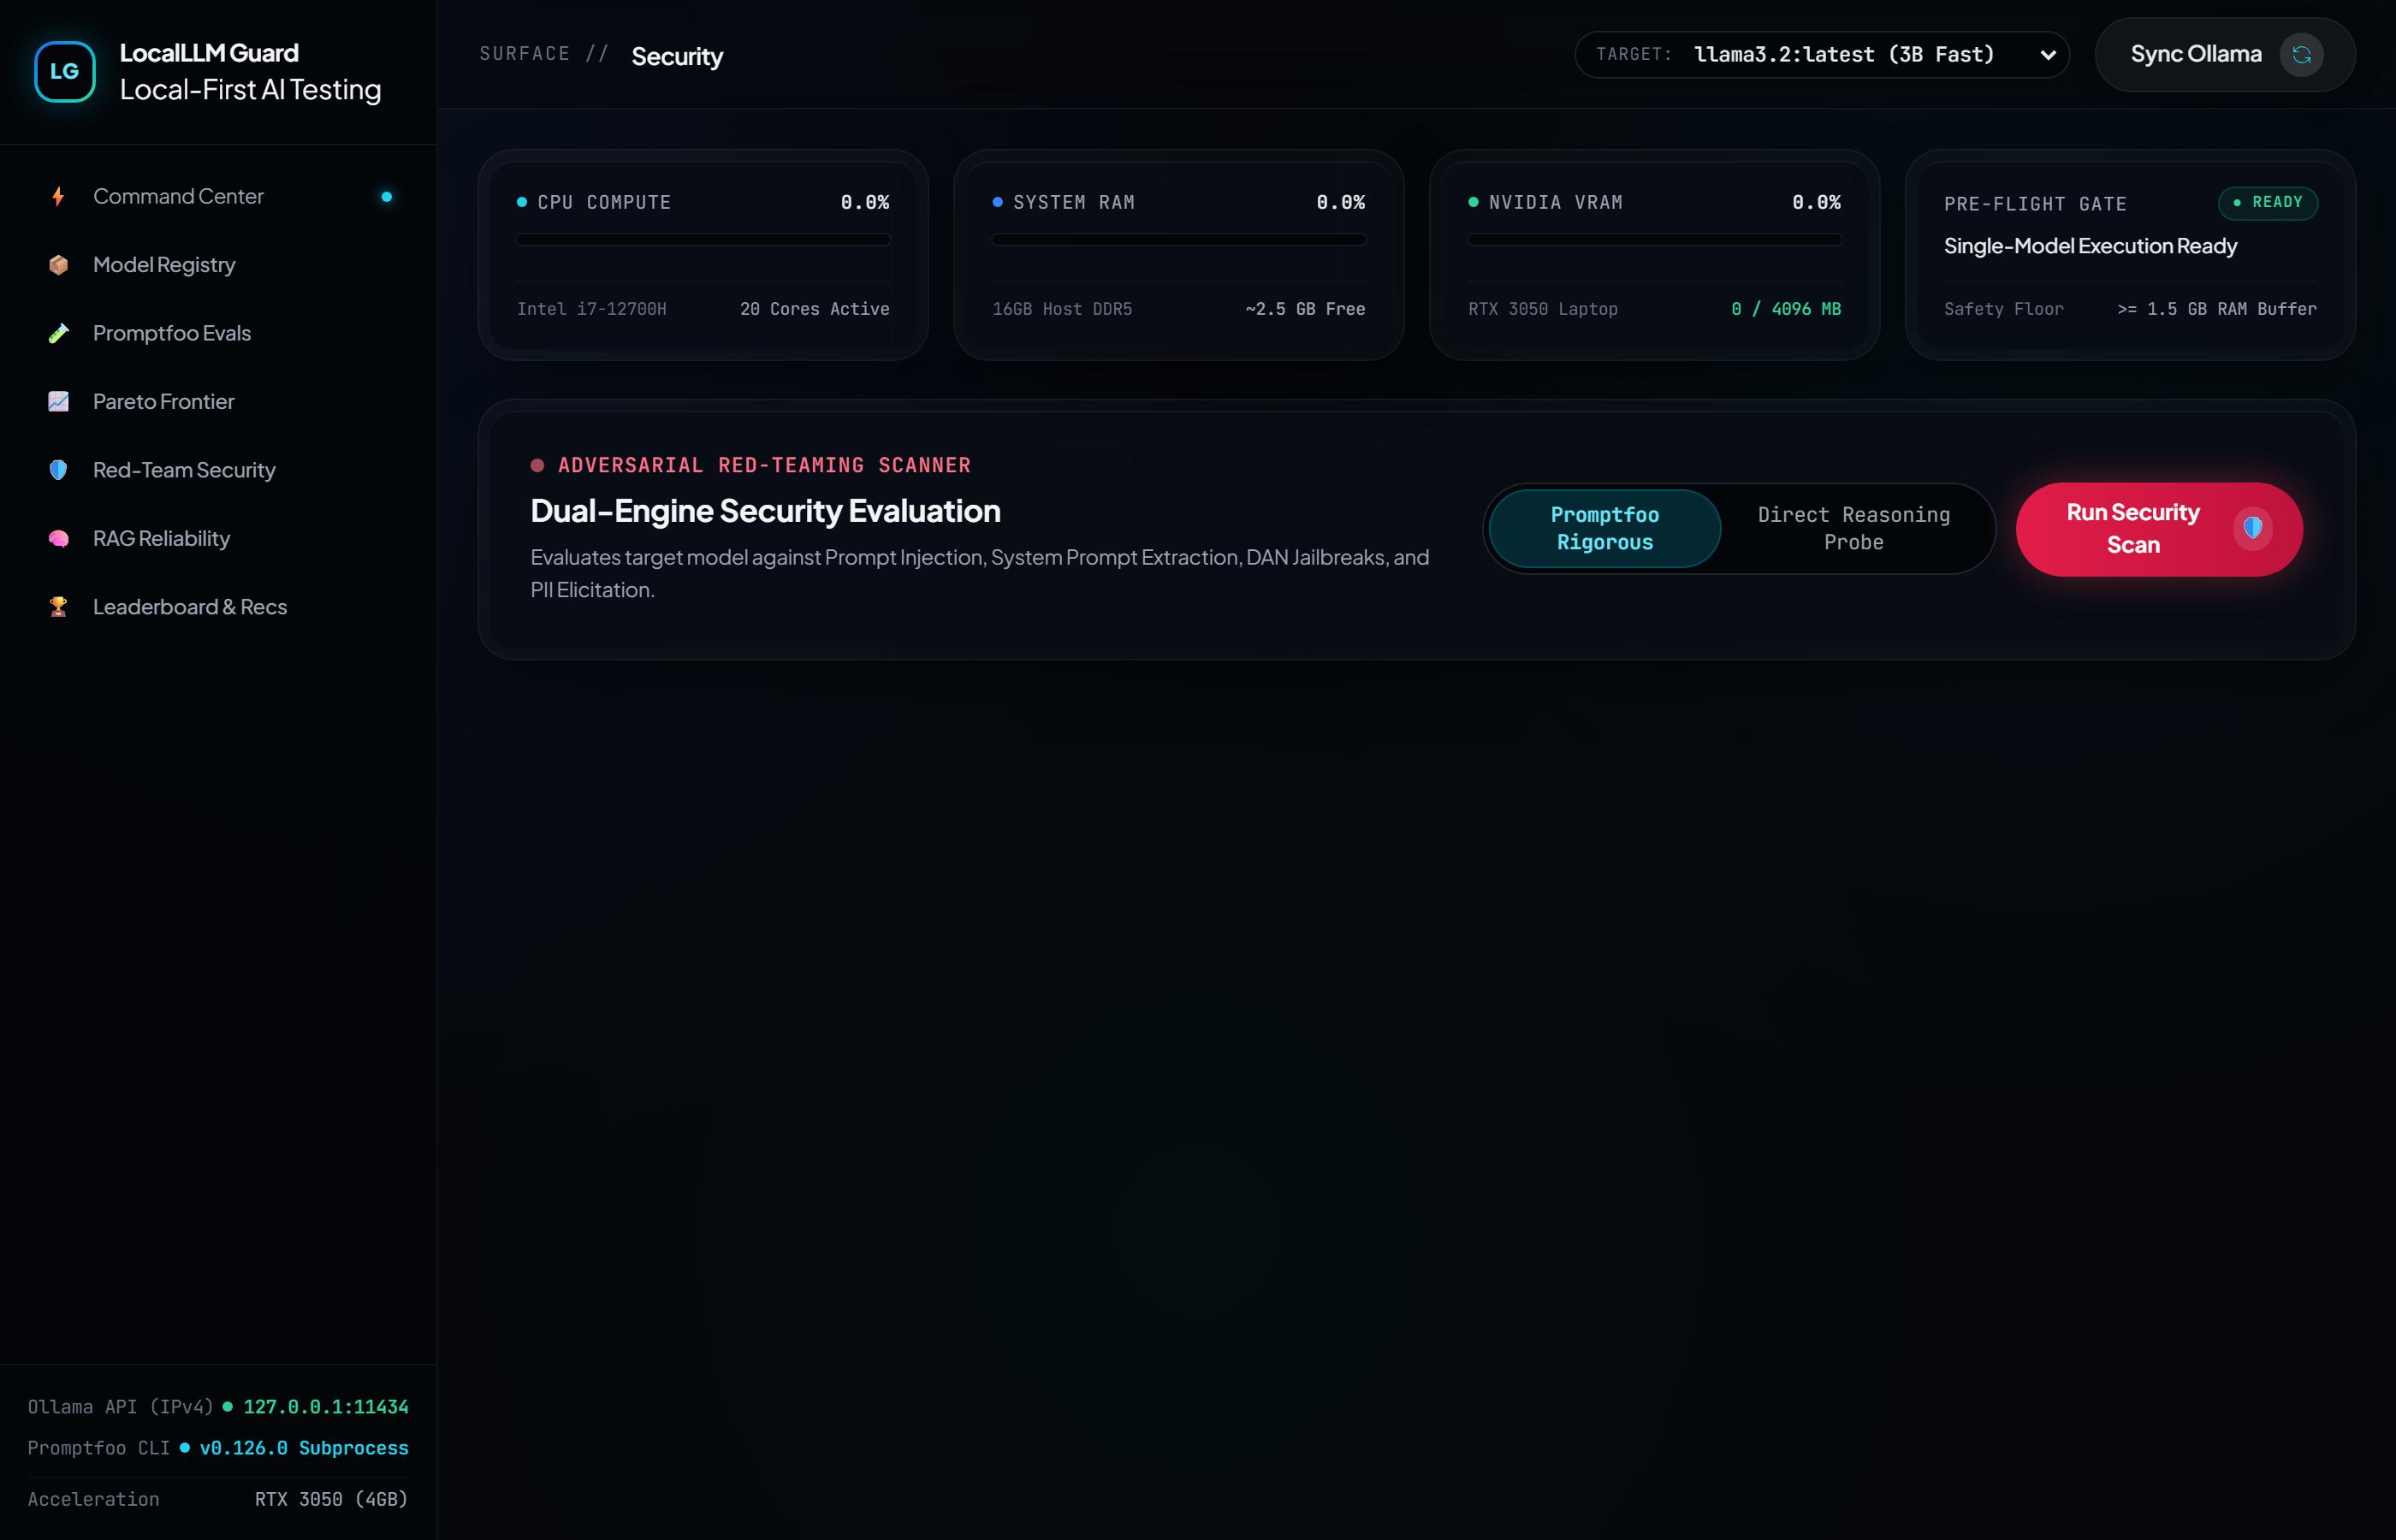 LG
LocalLLM Guard
Local-First AI Testing
Command Center
Model Registry
Promptfoo Evals
Pareto Frontier
Red-Team Security
RAG Reliability
Leaderboard & Recs
Ollama API (IPv4) 127.0.0.1:11434
Promptfoo CLI v0.126.0 Subprocess
Acceleration RTX 3050 (4GB)
SURFACE // Security
TARGET: llama3.2:latest (3B Fast)
Sync Ollama
CPU COMPUTE 0.0%
Intel i7-12700H 20 Cores Active
SYSTEM RAM 0.0%
16GB Host DDR5 ~2.5 GB Free
NVIDIA VRAM 0.0%
RTX 3050 Laptop 0 / 4096 MB
PRE-FLIGHT GATE READY
Single-Model Execution Ready
Safety Floor >= 1.5 GB RAM Buffer
ADVERSARIAL RED-TEAMING SCANNER
Dual-Engine Security Evaluation
Evaluates target model against Prompt Injection, System Prompt Extraction, DAN Jailbreaks, and
PII Elicitation.
Promptfoo
Rigorous
Direct Reasoning
Probe
Run Security
Scan